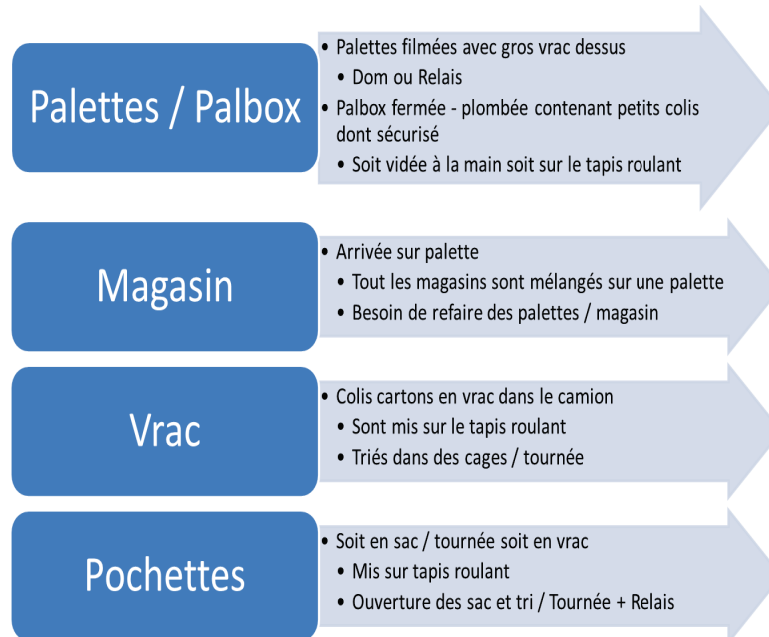 Palettes / Palbox
• Palettes filmées avec gros vrac dessus
• Dom ou Relais
• Palbox fermée - plombée contenant petits colis
dont sécurisé
• Soit vidée à la main soit sur le tapis roulant
Magasin
• Arrivée sur palette
• Tout les magasins sont mélangés sur une palette
• Besoin de refaire des palettes / magasin
Vrac
• Colis cartons en vrac dans le camion
• Sont mis sur le tapis roulant
• Triés dans des cages / tournée
Pochettes
• Soit en sac / tournée soit en vrac
• Mis sur tapis roulant
• Ouverture des sac et tri / Tournée + Relais